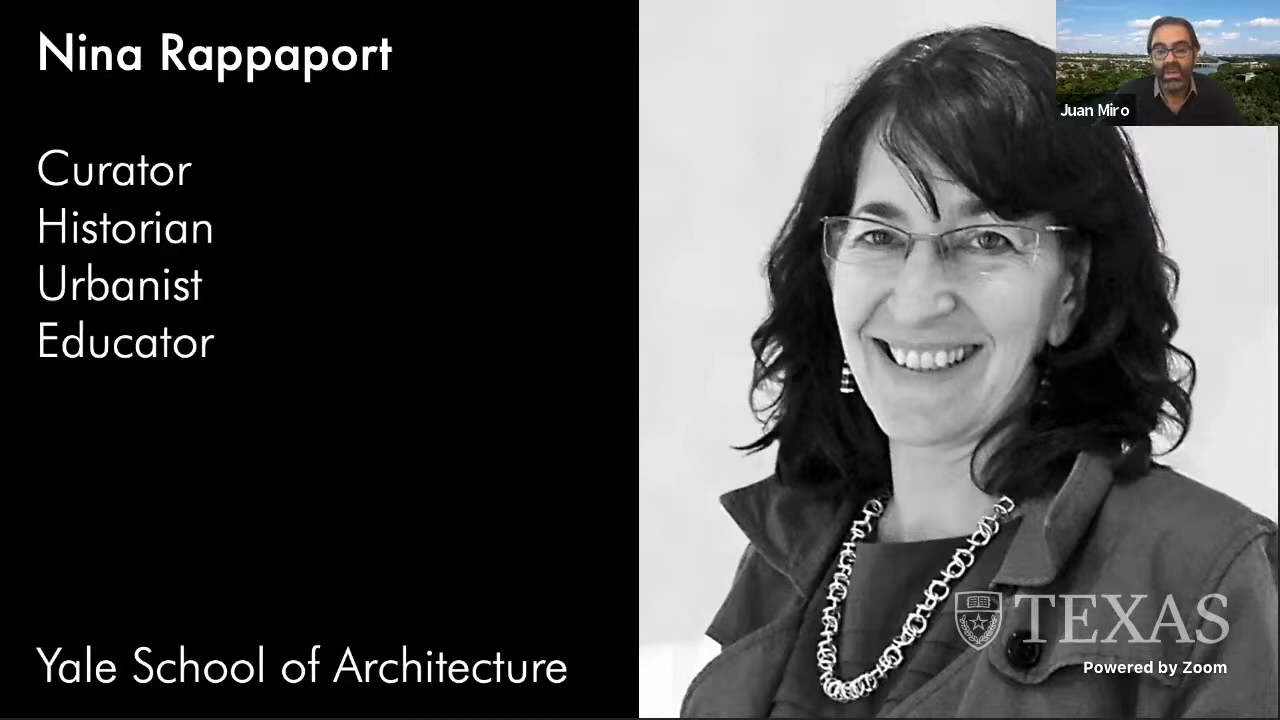 Nina Rappaport
Curator
Historian
Urbanist
Educator
Yale School of Architecture
Juan Miro
TEXAS
Powered by Zoom